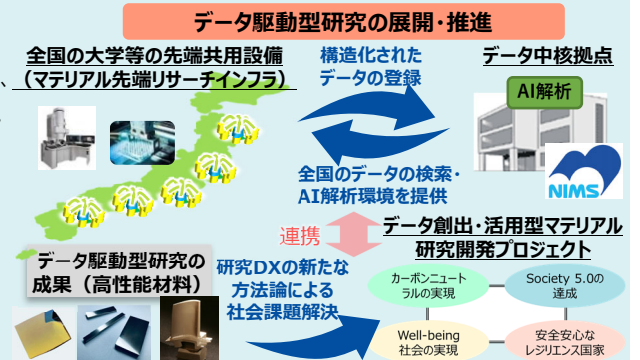 データ駆動型研究の展開・推進
全国の大学等の先端共用設備
、（マテリアル先端リサーチインフラ）
構造化された
データの登録
データ中核拠点
AI解析
NIMS
全国のデータの検索・
AI解析環境を提供
連携
データ創出・活用型マテリアル
研究開発プロジェクト
データ駆動型研究の
成果（高性能材料）
研究DXの新たな
方法論による
社会課題解決
カーボンニュート
ラルの実現
Society 5.0の
達成
Well-being
社会の実現
安全安心な
レジリエンス国家